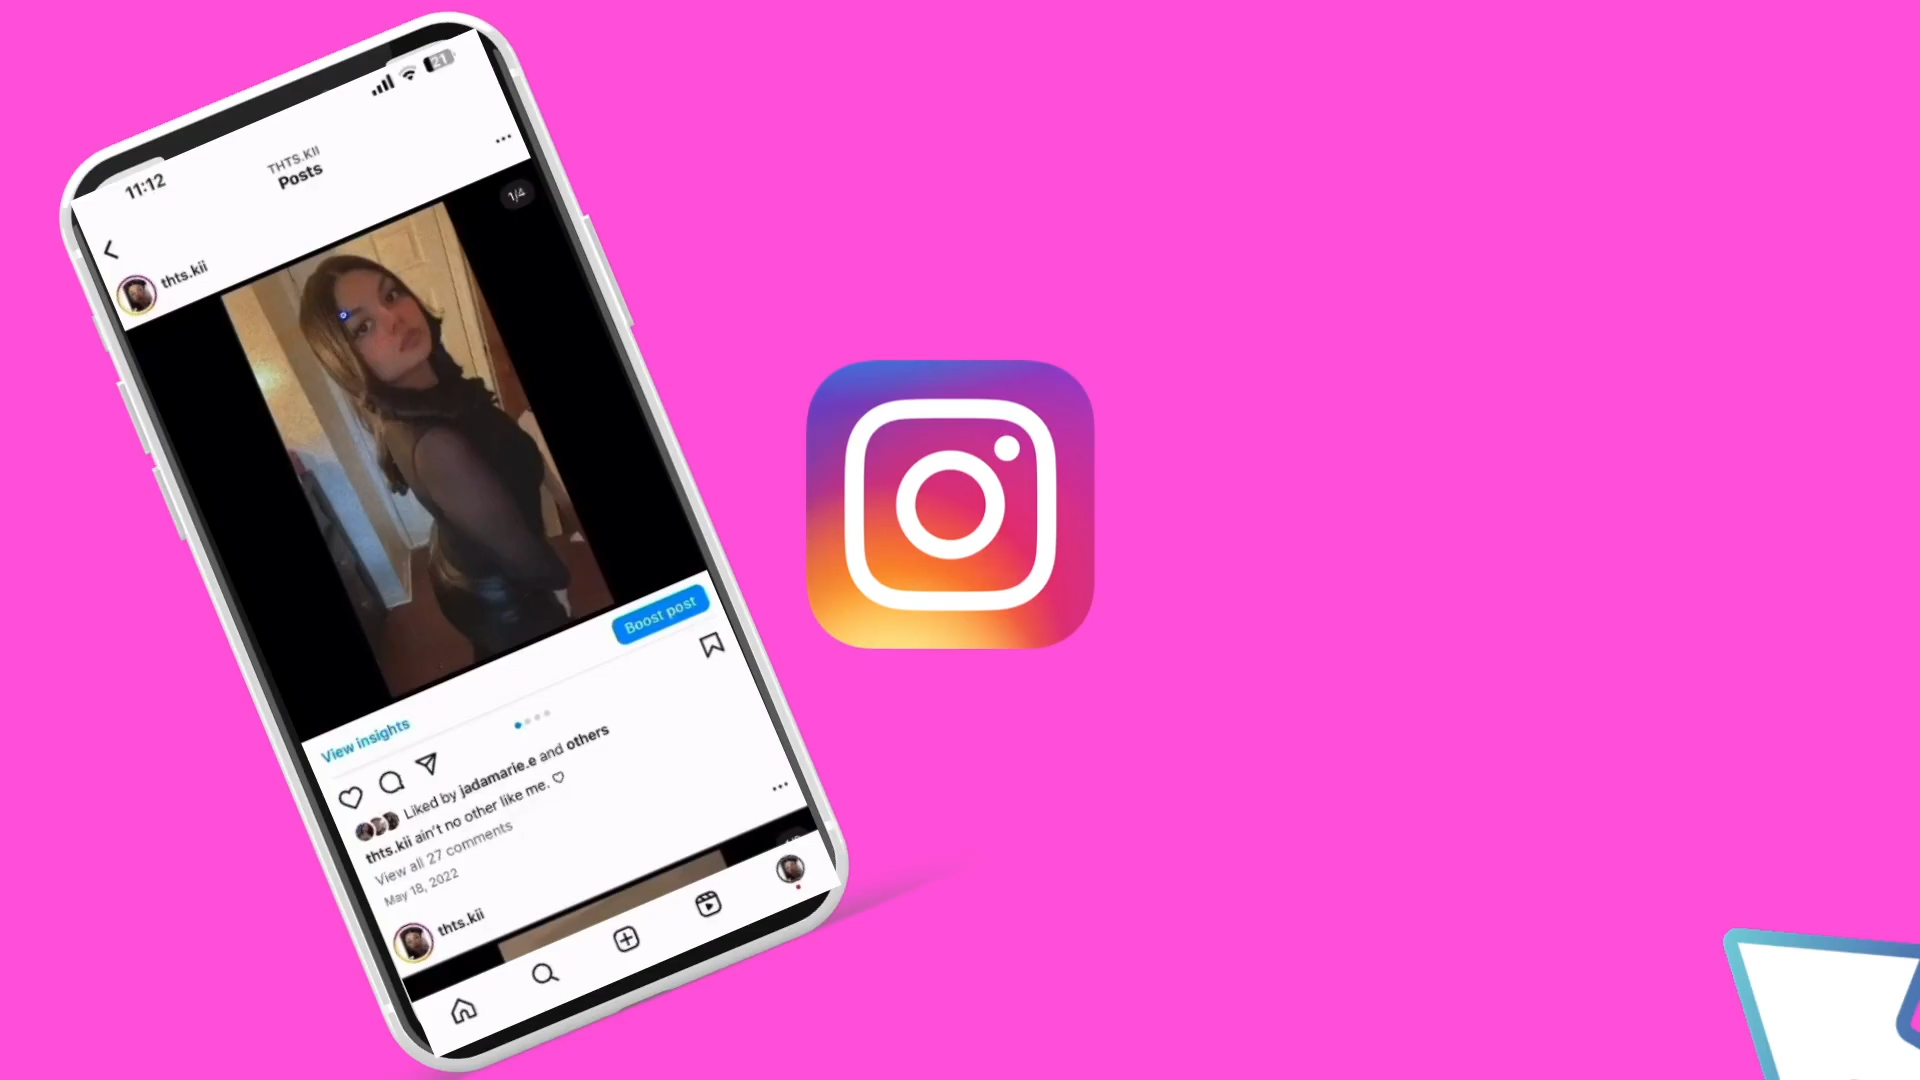 11:12
21
THTS.KII
Posts
thts.kii
1/4
View insights
Boost post
Liked by jadamarie.e and others
thts.kii ain't no other like me. ♡
View all 27 comments
May 18, 2022
thts.kii